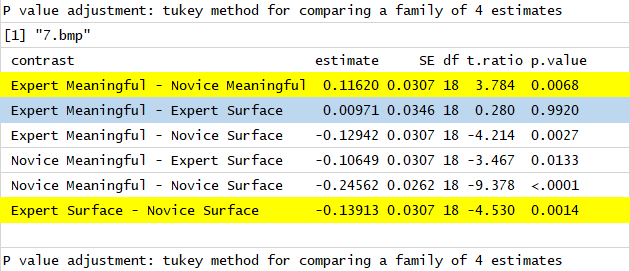 P value adjustment: tukey method for comparing a family of 4 estimates
[1] "7.bmp"
contrast estimate SE df t.ratio p.value
Expert Meaningful - Novice Meaningful 0.11620 0.0307 18 3.784 0.0068
Expert Meaningful - Expert Surface 0.00971 0.0346 18 0.280 0.9920
Expert Meaningful - Novice Surface -0.12942 0.0307 18 -4.214 0.0027
Novice Meaningful - Expert Surface -0.10649 0.0307 18 -3.467 0.0133
Novice Meaningful - Novice Surface -0.24562 0.0262 18 -9.378 <.0001
Expert Surface - Novice Surface -0.13913 0.0307 18 -4.530 0.0014
P value adjustment: tukey method for comparing a family of 4 estimates